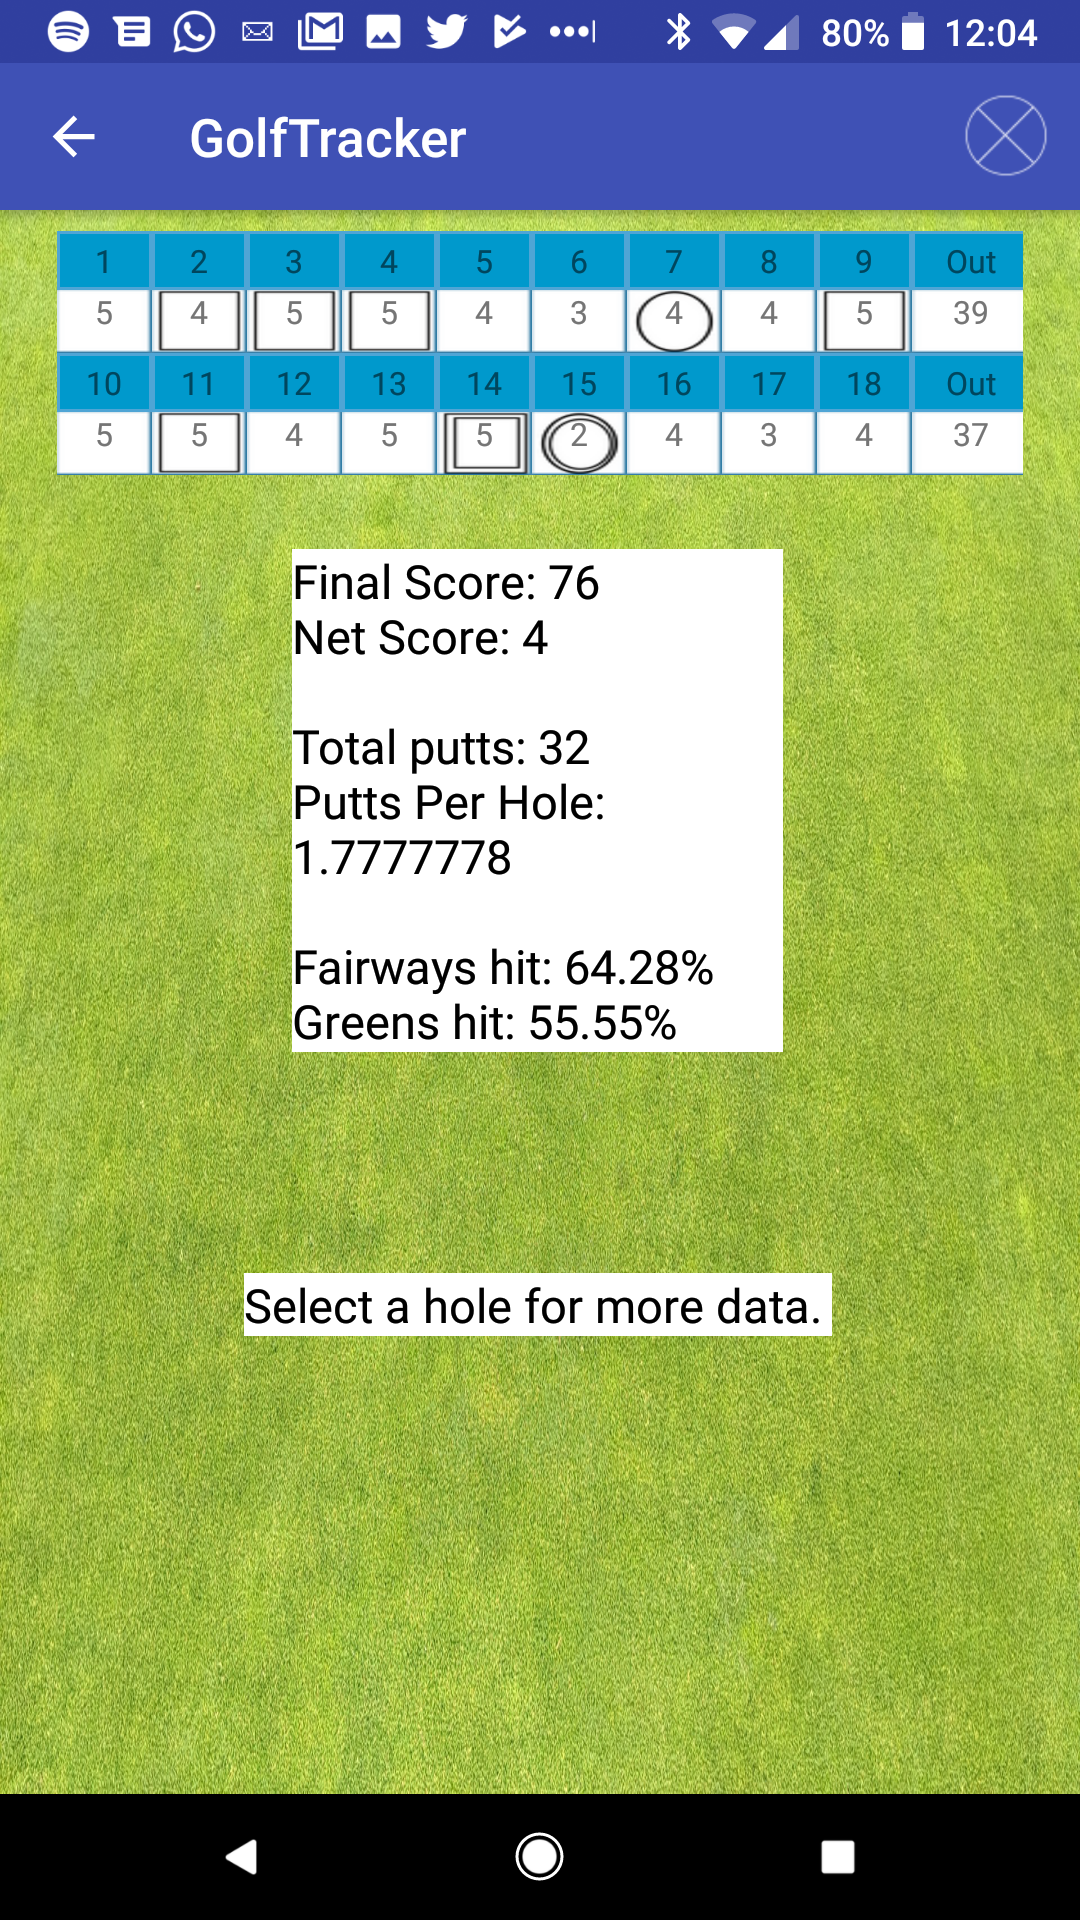 80% 12:04
GolfTracker
1 2 3 4 5 6 7 8 9 Out
5 4 5 5 4 3 4 4 5 39
10 11 12 13 14 15 16 17 18 Out
5 5 4 5 5 2 4 3 4 37
Final Score: 76
Net Score: 4
Total putts: 32
Putts Per Hole:
1.7777778
Fairways hit: 64.28%
Greens hit: 55.55%
Select a hole for more data.